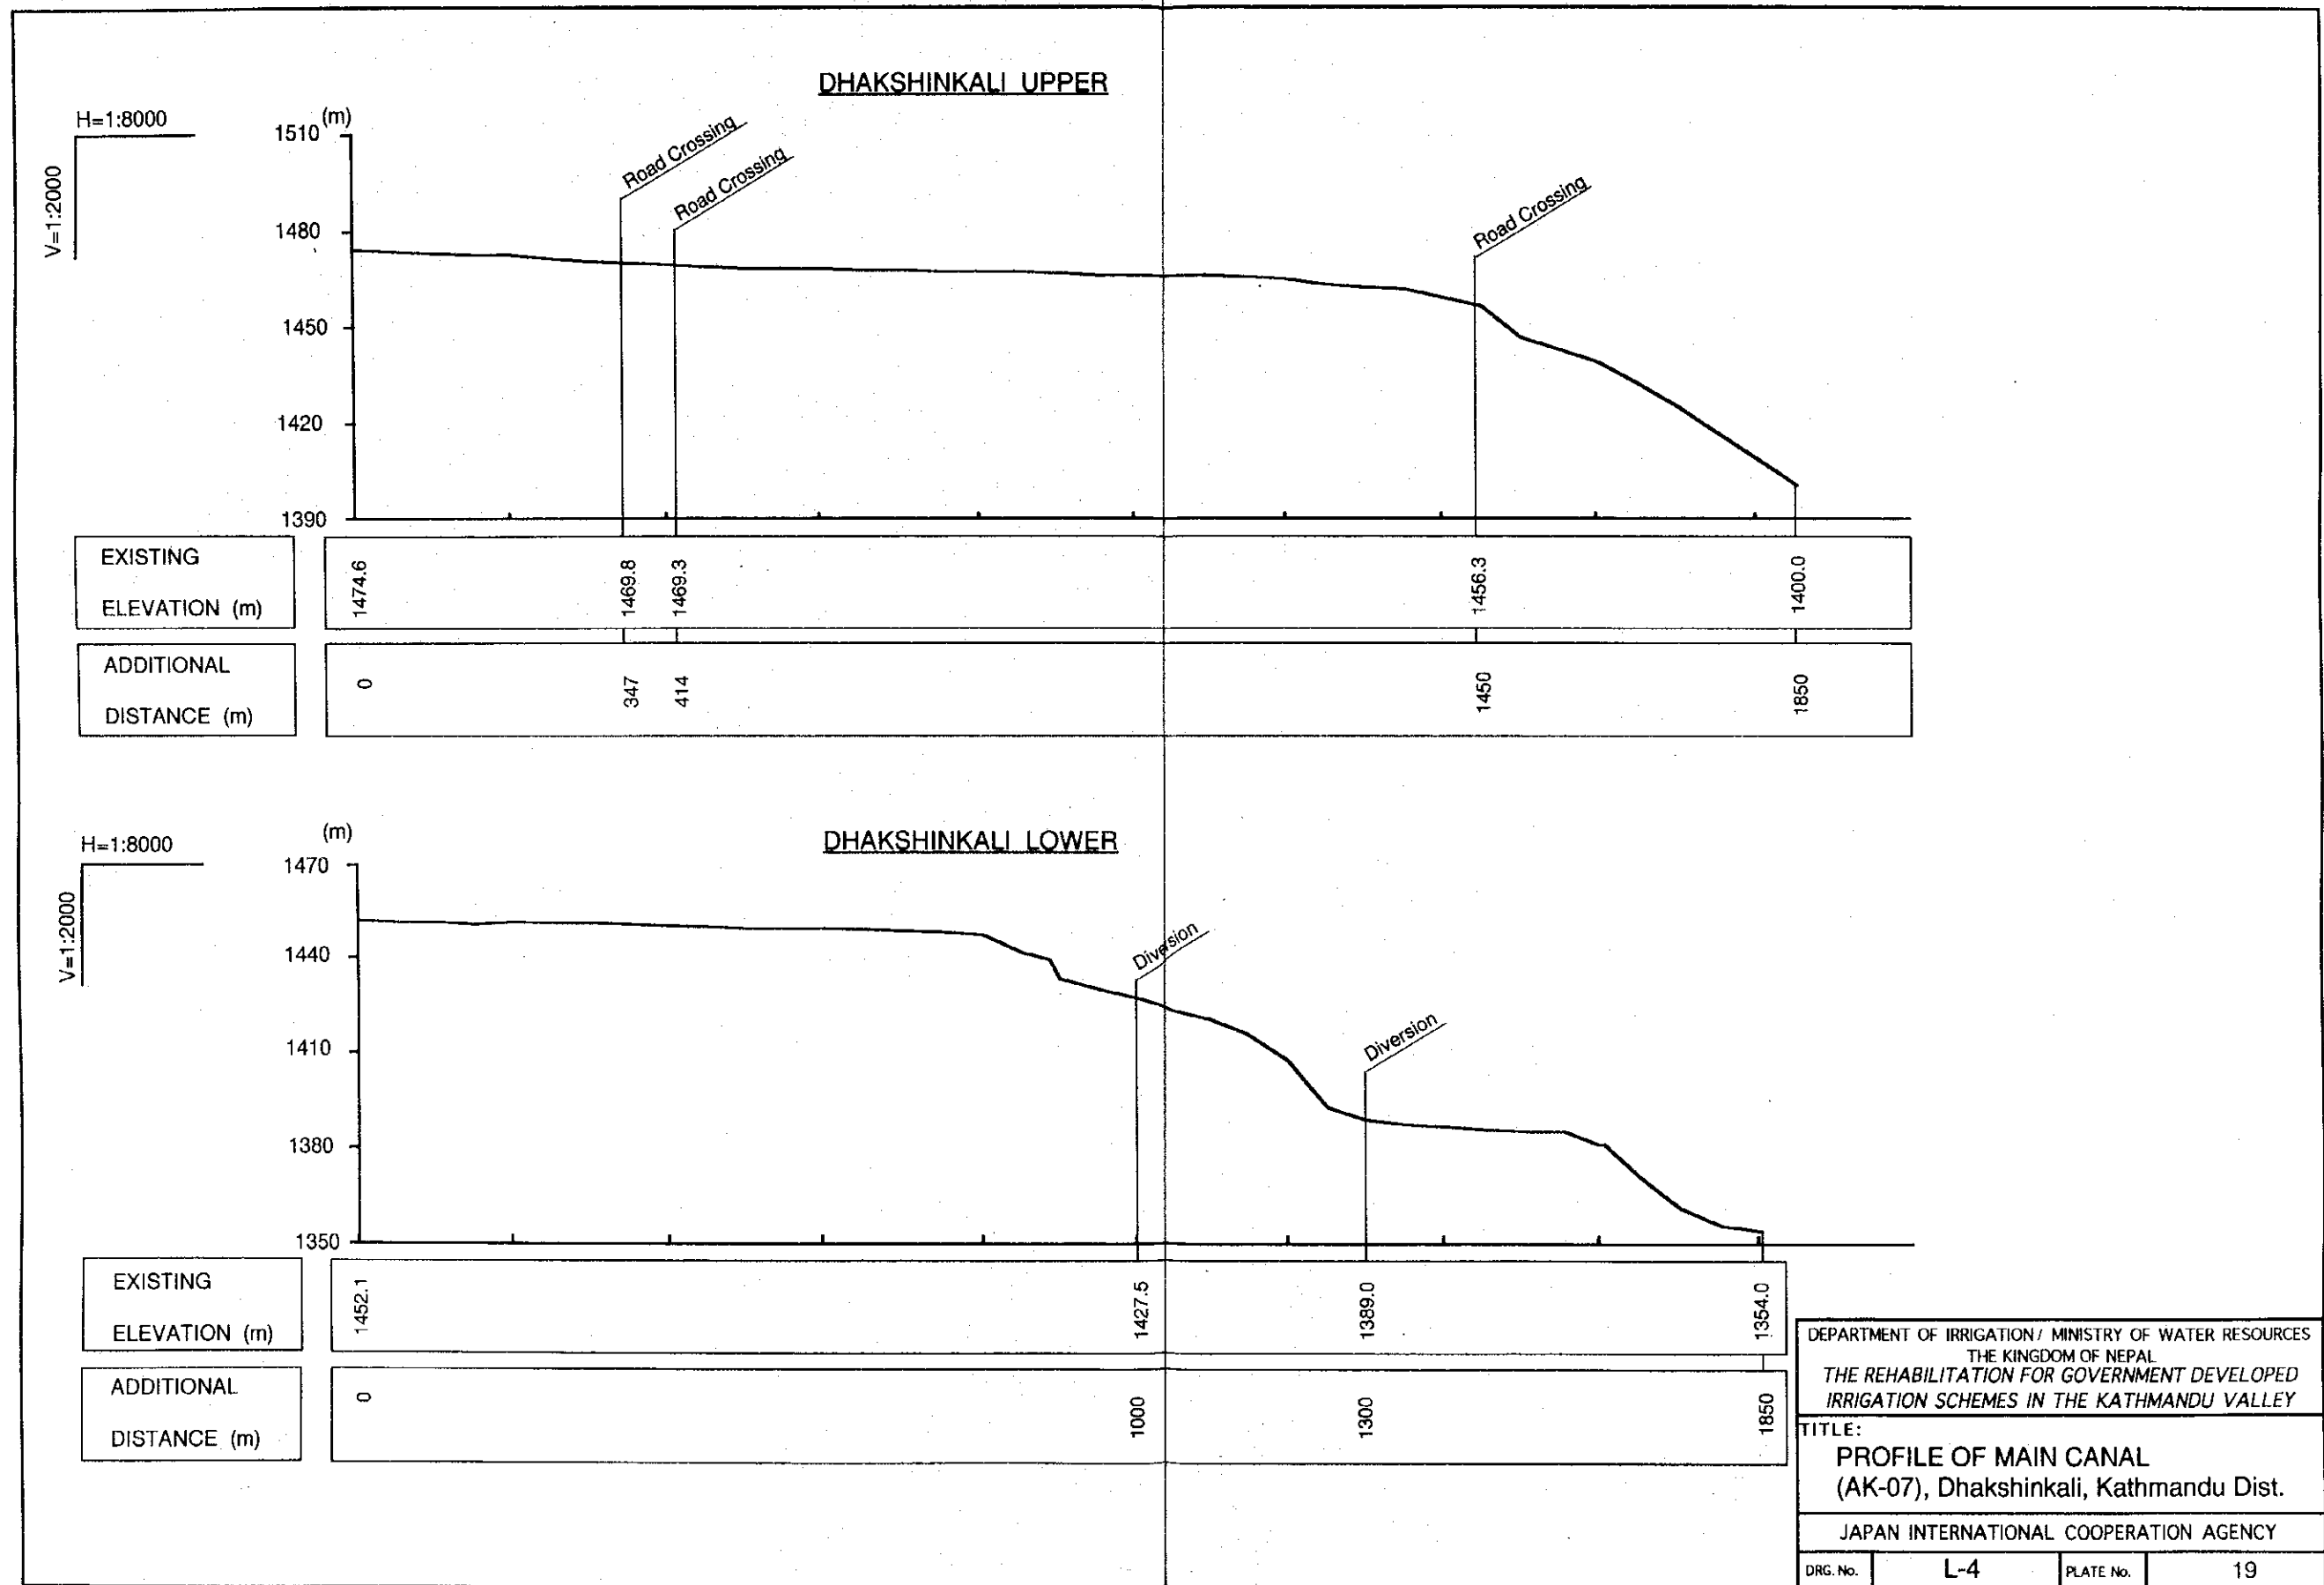 DHAKSHINKALI UPPER
H=1:8000
V=1:2000
(m)
1510
1480
1450
1420
1390
Road Crossing
Road Crossing
Road Crossing
EXISTING
ELEVATION (m)
1474.6
1469.8
1469.3
1456.3
1400.0
ADDITIONAL
DISTANCE (m)
0
347
414
1450
1850
DHAKSHINKALI LOWER
H=1:8000
V=1:2000
(m)
1470
1440
1410
1380
1350
Diversion
Diversion
EXISTING
ELEVATION (m)
1452.1
1427.5
1389.0
1354.0
ADDITIONAL
DISTANCE (m)
0
1000
1300
1850
DEPARTMENT OF IRRIGATION / MINISTRY OF WATER RESOURCES
THE KINGDOM OF NEPAL
THE REHABILITATION FOR GOVERNMENT DEVELOPED
IRRIGATION SCHEMES IN THE KATHMANDU VALLEY
TITLE:
PROFILE OF MAIN CANAL
(AK-07), Dhakshinkali, Kathmandu Dist.
JAPAN INTERNATIONAL COOPERATION AGENCY
DRG. No. L-4 PLATE No. 19